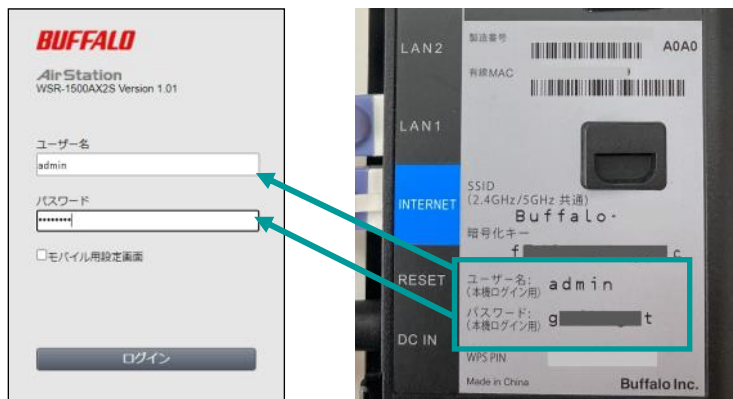 BUFFALO
AirStation
WSR-1500AX2S Version 1.01
ユーザー名
admin
パスワード
••••••••
モバイル用設定画面
ログイン
LAN2
LAN1
INTERNET
RESET
DC IN
製造番号
A0A0
有線MAC
SSID
(2.4GHz/5GHz 共通)
Buffalo-
暗号化キー
f c
ユーザー名: admin
(本機ログイン用)
パスワード: g t
(本機ログイン用)
WPS PIN
Made in China
Buffalo Inc.